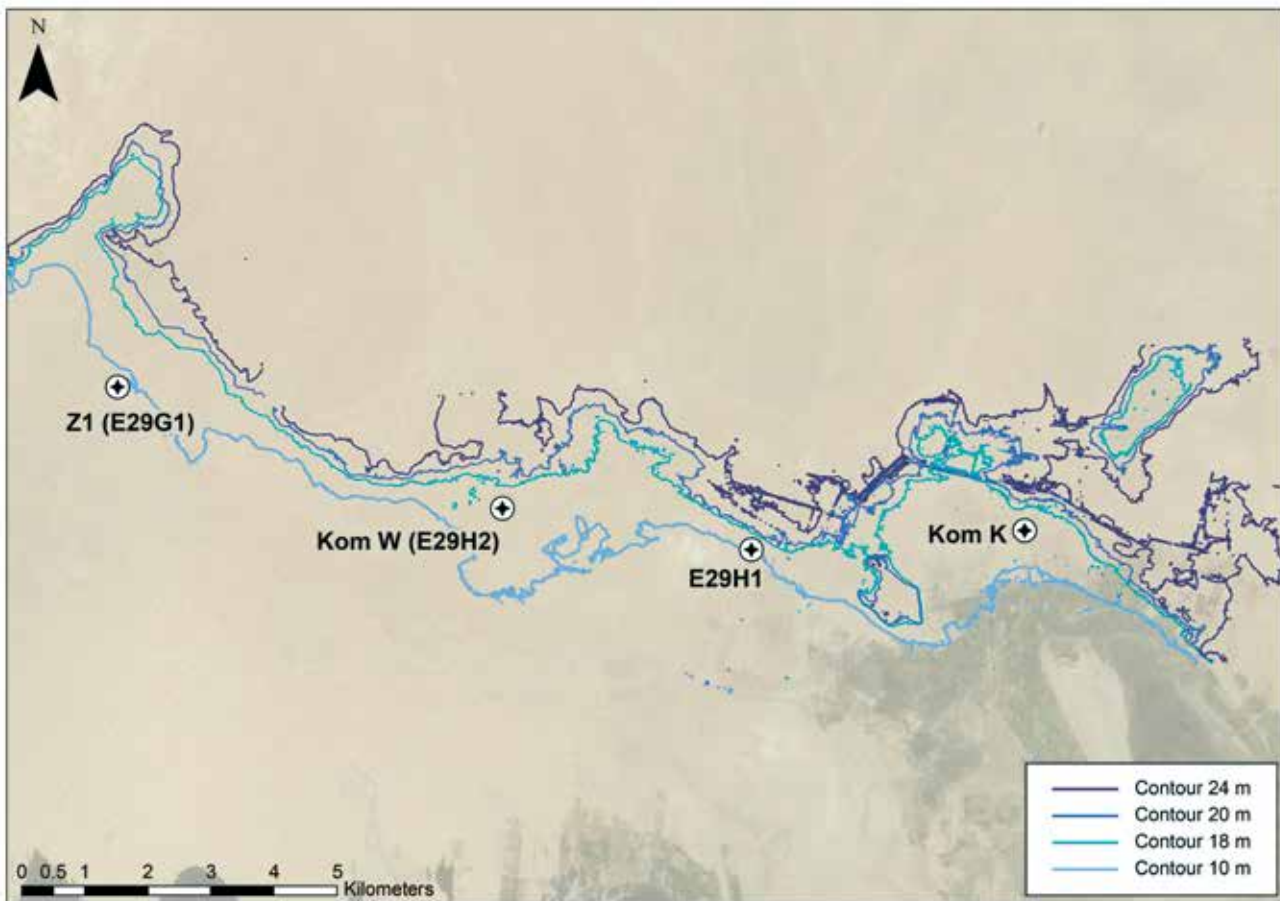 N
Z1 (E29G1)
Kom W (E29H2)
E29H1
Kom K
Contour 24 m
Contour 20 m
Contour 18 m
Contour 10 m
0 0.5 1 2 3 4 5
Kilometers